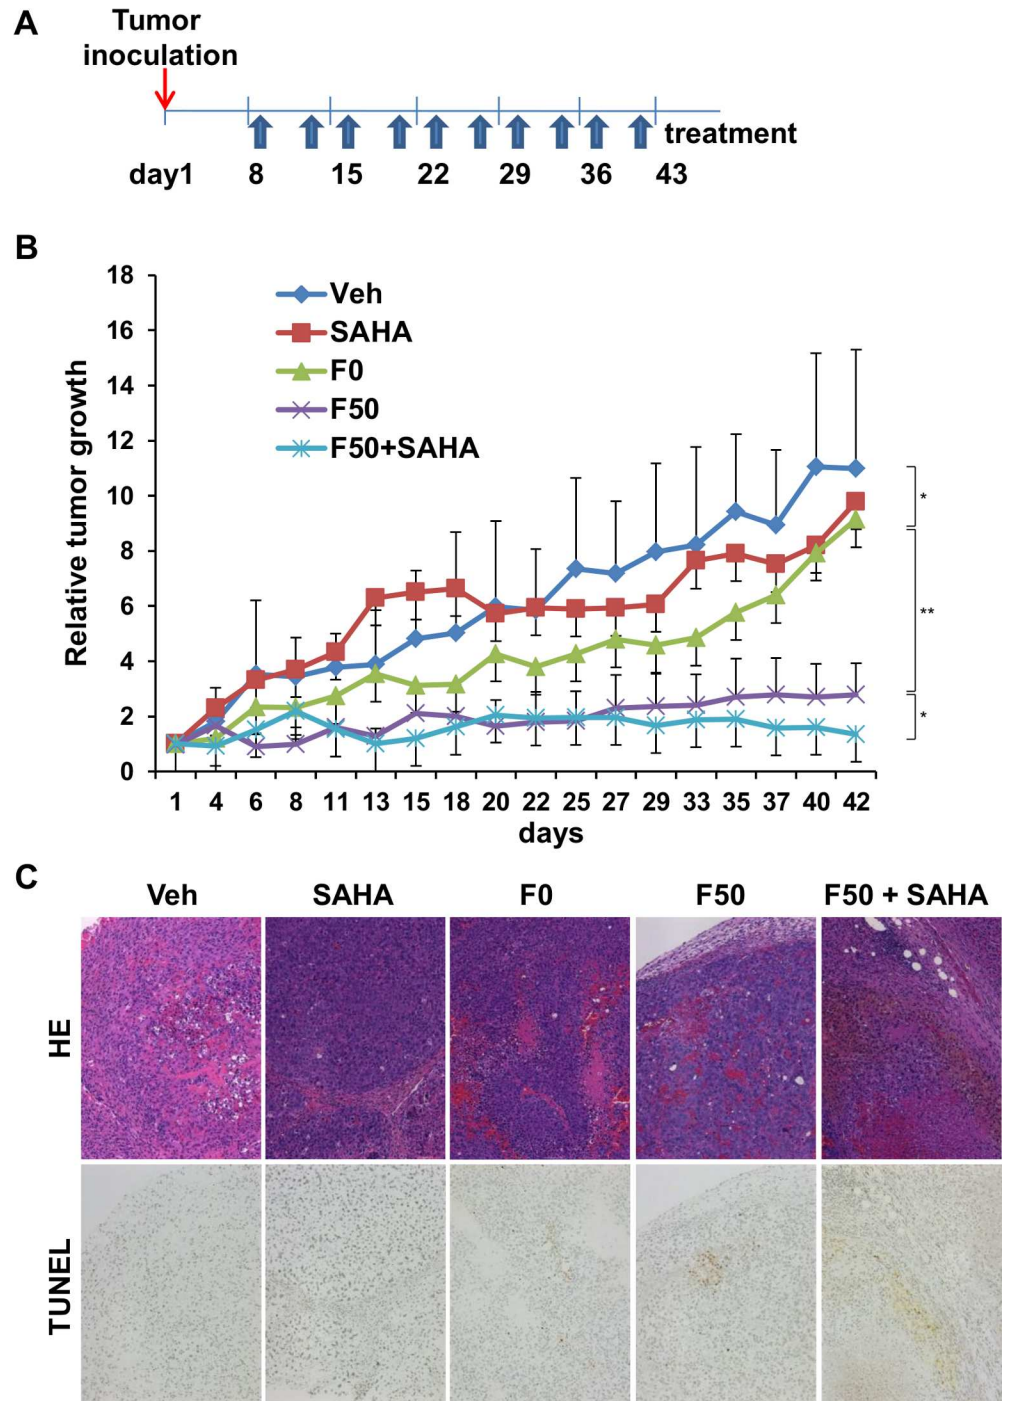 A
Tumor
inoculation
treatment
day1 8 15 22 29 36 43
B
18
16
14
12
10
8
6
4
2
0
Relative tumor growth
Veh
SAHA
F0
F50
F50+SAHA
*
**
*
1 4 6 8 11 13 15 18 20 22 25 27 29 33 35 37 40 42
days
C
Veh SAHA F0 F50 F50 + SAHA
HE
TUNEL